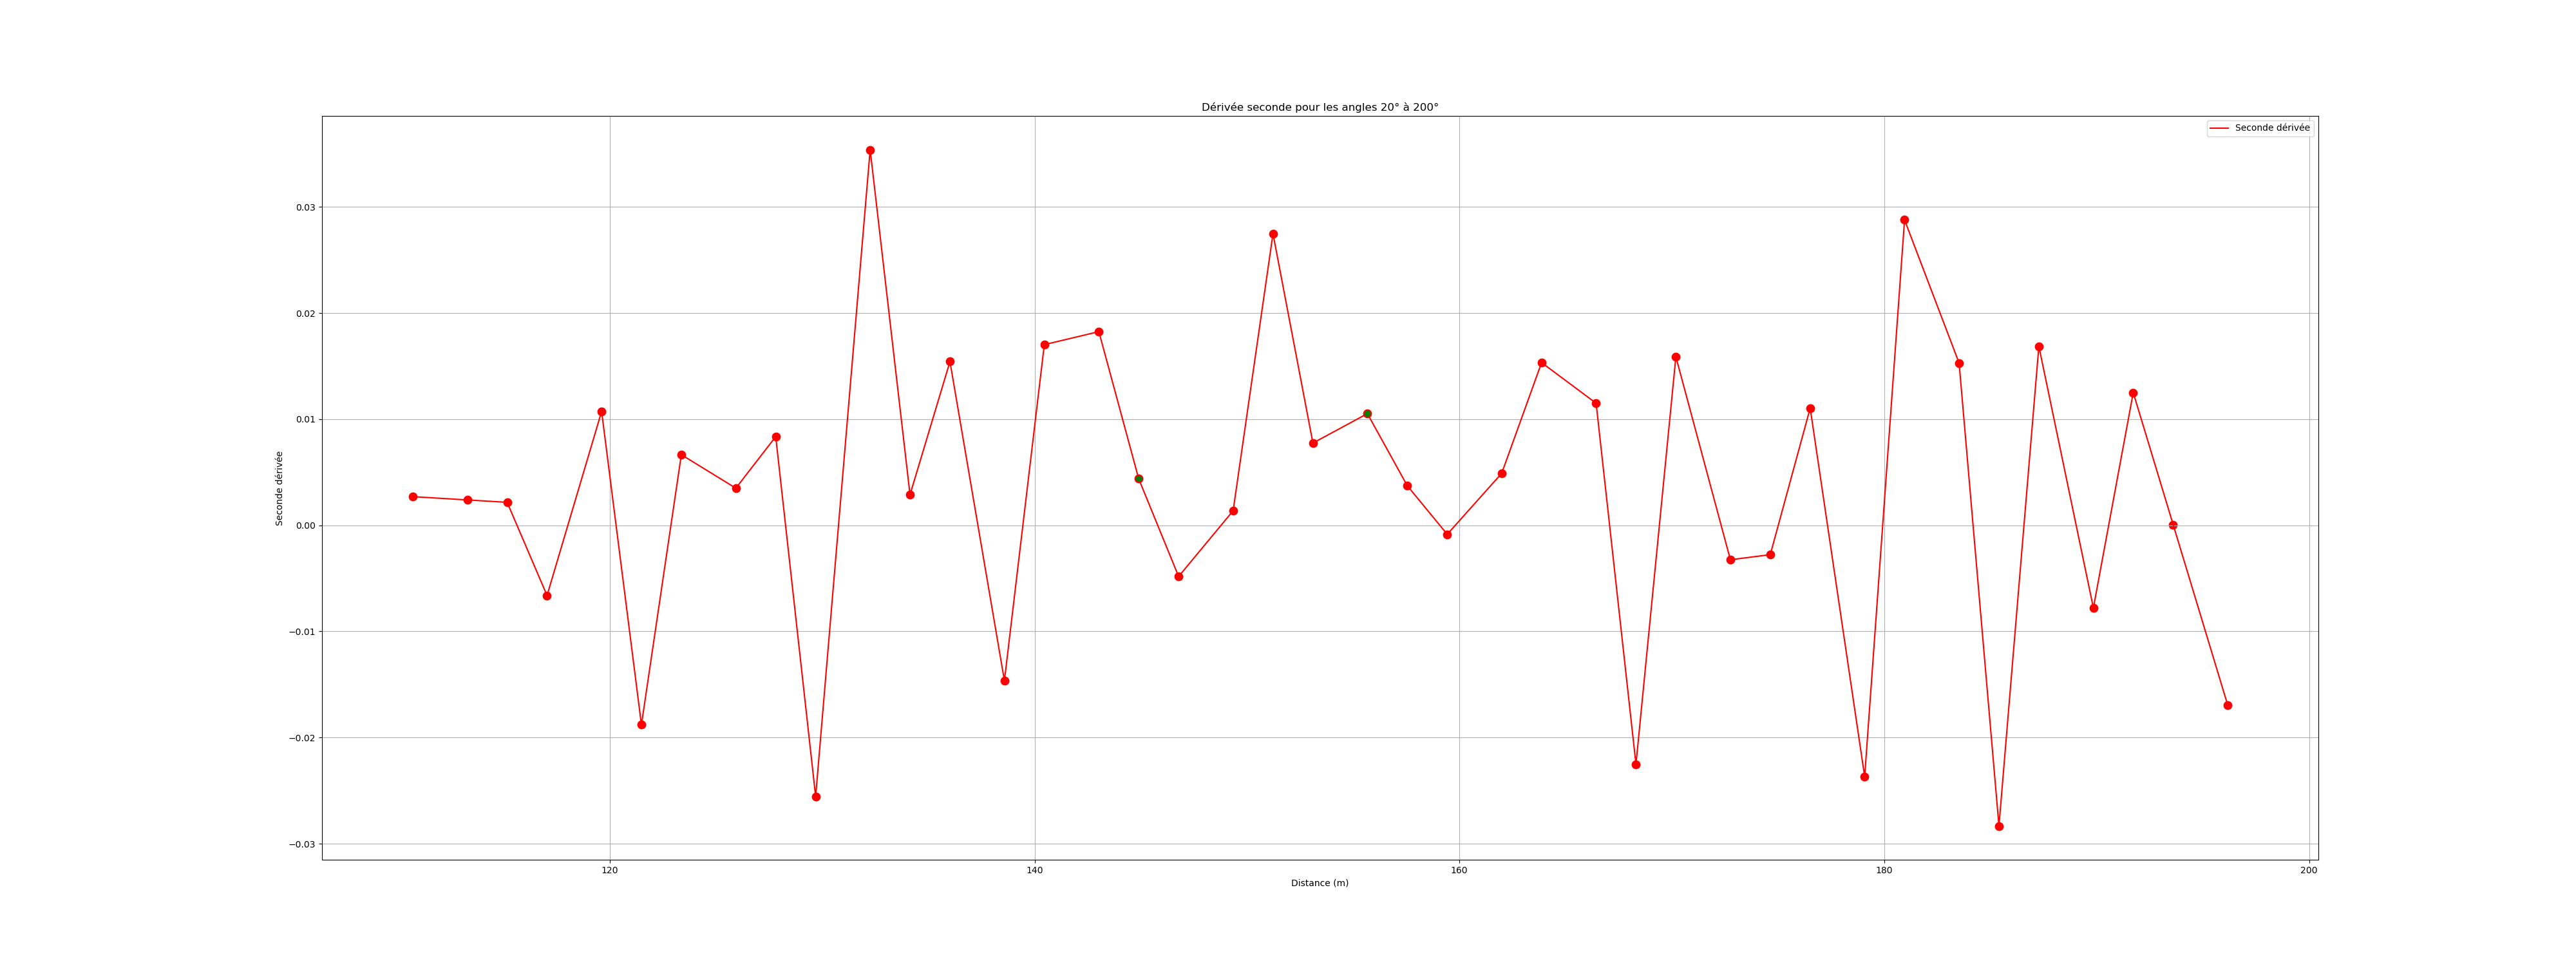 Dérivée seconde pour les angles 20° à 200°
Seconde dérivée
Seconde dérivée
0.03
0.02
0.01
0.00
−0.01
−0.02
−0.03
120 140 160 180 200
Distance (m)